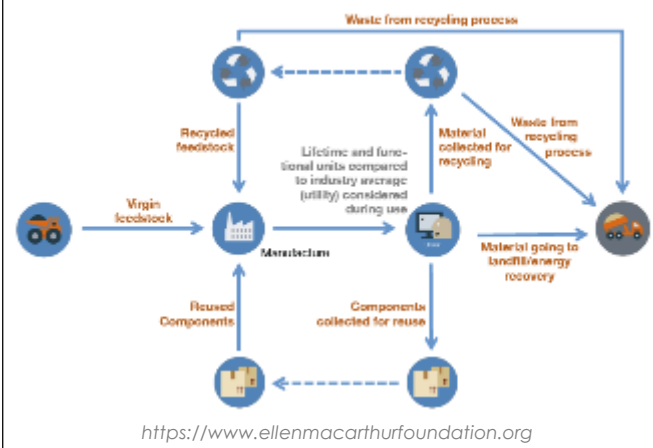 Waste from recycling process
Recycled
feedstock
Lifetime and func-
tional units compared
to industry average
(utility) considered
during use
Material
collected for
recycling
Waste from
recycling
process
Virgin
feedstock
Manufacture
Material going to
landfill/energy
recovery
Reused
Components
Components
collected for reuse
https://www.ellenmacarthurfoundation.org